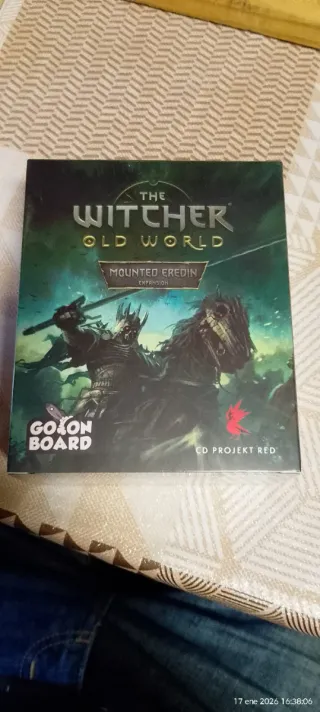 THE
WITCHER
OLD WORLD
MOUNTED EREDIN
EXPANSION
GO ON
BOARD
CD PROJEKT RED
17 ene 2026 16:38:06